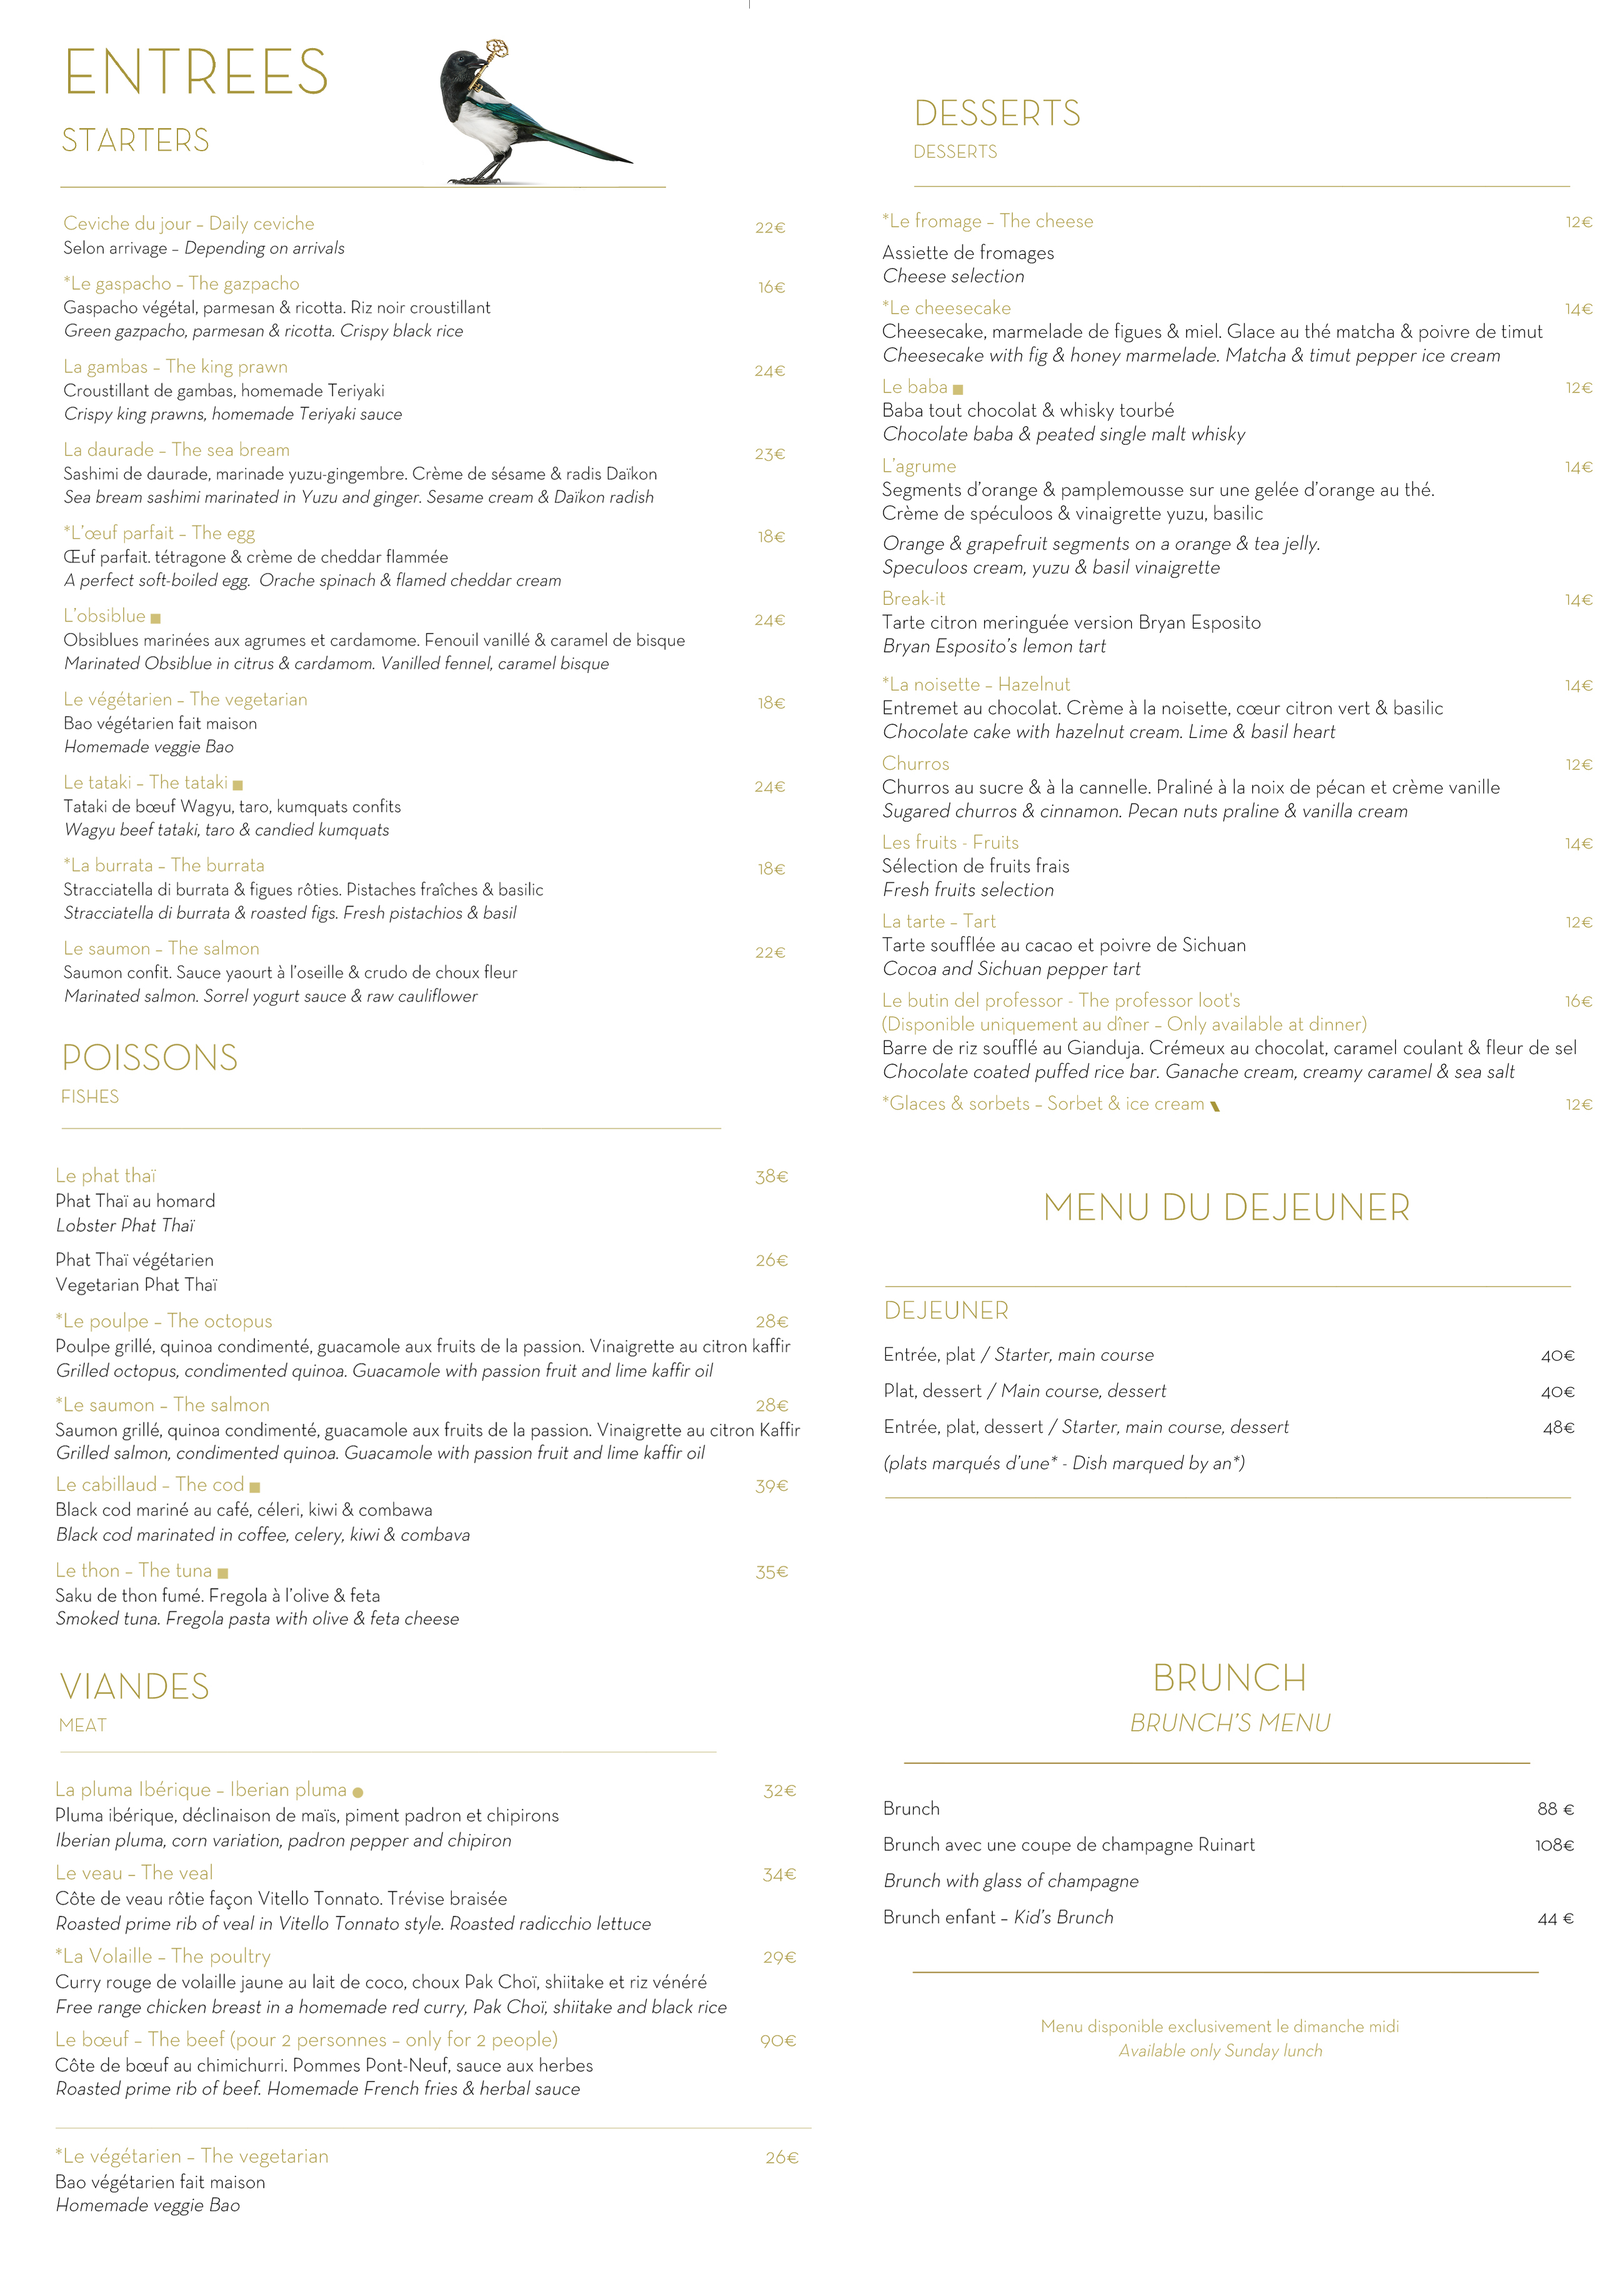 ENTREES
STARTERS
Ceviche du jour – Daily ceviche 22€
Selon arrivage – Depending on arrivals
*Le gaspacho – The gazpacho 16€
Gaspacho végétal, parmesan & ricotta. Riz noir croustillant
Green gazpacho, parmesan & ricotta. Crispy black rice
La gambas – The king prawn 24€
Croustillant de gambas, homemade Teriyaki
Crispy king prawns, homemade Teriyaki sauce
La daurade – The sea bream 23€
Sashimi de daurade, marinade yuzu-gingembre. Crème de sésame & radis Daïkon
Sea bream sashimi marinated in Yuzu and ginger. Sesame cream & Daïkon radish
*L'œuf parfait – The egg 18€
Œuf parfait. tétragone & crème de cheddar flammée
A perfect soft-boiled egg. Orache spinach & flamed cheddar cream
L'obsiblue ■ 24€
Obsiblues marinées aux agrumes et cardamome. Fenouil vanillé & caramel de bisque
Marinated Obsiblue in citrus & cardamom. Vanilled fennel, caramel bisque
Le végétarien – The vegetarian 18€
Bao végétarien fait maison
Homemade veggie Bao
Le tataki – The tataki ■ 24€
Tataki de bœuf Wagyu, taro, kumquats confits
Wagyu beef tataki, taro & candied kumquats
*La burrata – The burrata 18€
Stracciatella di burrata & figues rôties. Pistaches fraîches & basilic
Stracciatella di burrata & roasted figs. Fresh pistachios & basil
Le saumon – The salmon 22€
Saumon confit. Sauce yaourt à l'oseille & crudo de choux fleur
Marinated salmon. Sorrel yogurt sauce & raw cauliflower
POISSONS
FISHES
Le phat thaï 38€
Phat Thaï au homard
Lobster Phat Thaï
Phat Thaï végétarien 26€
Vegetarian Phat Thaï
*Le poulpe – The octopus 28€
Poulpe grillé, quinoa condimenté, guacamole aux fruits de la passion. Vinaigrette au citron kaffir
Grilled octopus, condimented quinoa. Guacamole with passion fruit and lime kaffir oil
*Le saumon – The salmon 28€
Saumon grillé, quinoa condimenté, guacamole aux fruits de la passion. Vinaigrette au citron Kaffir
Grilled salmon, condimented quinoa. Guacamole with passion fruit and lime kaffir oil
Le cabillaud – The cod ■ 39€
Black cod mariné au café, céleri, kiwi & combawa
Black cod marinated in coffee, celery, kiwi & combava
Le thon – The tuna ■ 35€
Saku de thon fumé. Fregola à l'olive & feta
Smoked tuna. Fregola pasta with olive & feta cheese
VIANDES
MEAT
La pluma Ibérique – Iberian pluma ● 32€
Pluma ibérique, déclinaison de maïs, piment padron et chipirons
Iberian pluma, corn variation, padron pepper and chipiron
Le veau – The veal 34€
Côte de veau rôtie façon Vitello Tonnato. Trévise braisée
Roasted prime rib of veal in Vitello Tonnato style. Roasted radicchio lettuce
*La Volaille – The poultry 29€
Curry rouge de volaille jaune au lait de coco, choux Pak Choï, shiitake et riz vénéré
Free range chicken breast in a homemade red curry, Pak Choï, shiitake and black rice
Le bœuf – The beef (pour 2 personnes – only for 2 people) 90€
Côte de bœuf au chimichurri. Pommes Pont-Neuf, sauce aux herbes
Roasted prime rib of beef. Homemade French fries & herbal sauce
*Le végétarien – The vegetarian 26€
Bao végétarien fait maison
Homemade veggie Bao
DESSERTS
DESSERTS
*Le fromage – The cheese 12€
Assiette de fromages
Cheese selection
*Le cheesecake 14€
Cheesecake, marmelade de figues & miel. Glace au thé matcha & poivre de timut
Cheesecake with fig & honey marmelade. Matcha & timut pepper ice cream
Le baba ■ 12€
Baba tout chocolat & whisky tourbé
Chocolate baba & peated single malt whisky
L'agrume 14€
Segments d'orange & pamplemousse sur une gelée d'orange au thé.
Crème de spéculoos & vinaigrette yuzu, basilic
Orange & grapefruit segments on a orange & tea jelly.
Speculoos cream, yuzu & basil vinaigrette
Break-it 14€
Tarte citron meringuée version Bryan Esposito
Bryan Esposito's lemon tart
*La noisette – Hazelnut 14€
Entremet au chocolat. Crème à la noisette, cœur citron vert & basilic
Chocolate cake with hazelnut cream. Lime & basil heart
Churros 12€
Churros au sucre & à la cannelle. Praliné à la noix de pécan et crème vanille
Sugared churros & cinnamon. Pecan nuts praline & vanilla cream
Les fruits - Fruits 14€
Sélection de fruits frais
Fresh fruits selection
La tarte – Tart 12€
Tarte soufflée au cacao et poivre de Sichuan
Cocoa and Sichuan pepper tart
Le butin del professor - The professor loot's 16€
(Disponible uniquement au dîner – Only available at dinner)
Barre de riz soufflé au Gianduja. Crémeux au chocolat, caramel coulant & fleur de sel
Chocolate coated puffed rice bar. Ganache cream, creamy caramel & sea salt
*Glaces & sorbets – Sorbet & ice cream 12€
MENU DU DEJEUNER
DEJEUNER
Entrée, plat / Starter, main course 40€
Plat, dessert / Main course, dessert 40€
Entrée, plat, dessert / Starter, main course, dessert 48€
(plats marqués d'une* - Dish marqued by an*)
BRUNCH
BRUNCH'S MENU
Brunch 88 €
Brunch avec une coupe de champagne Ruinart 108€
Brunch with glass of champagne
Brunch enfant – Kid's Brunch 44 €
Menu disponible exclusivement le dimanche midi
Available only Sunday lunch